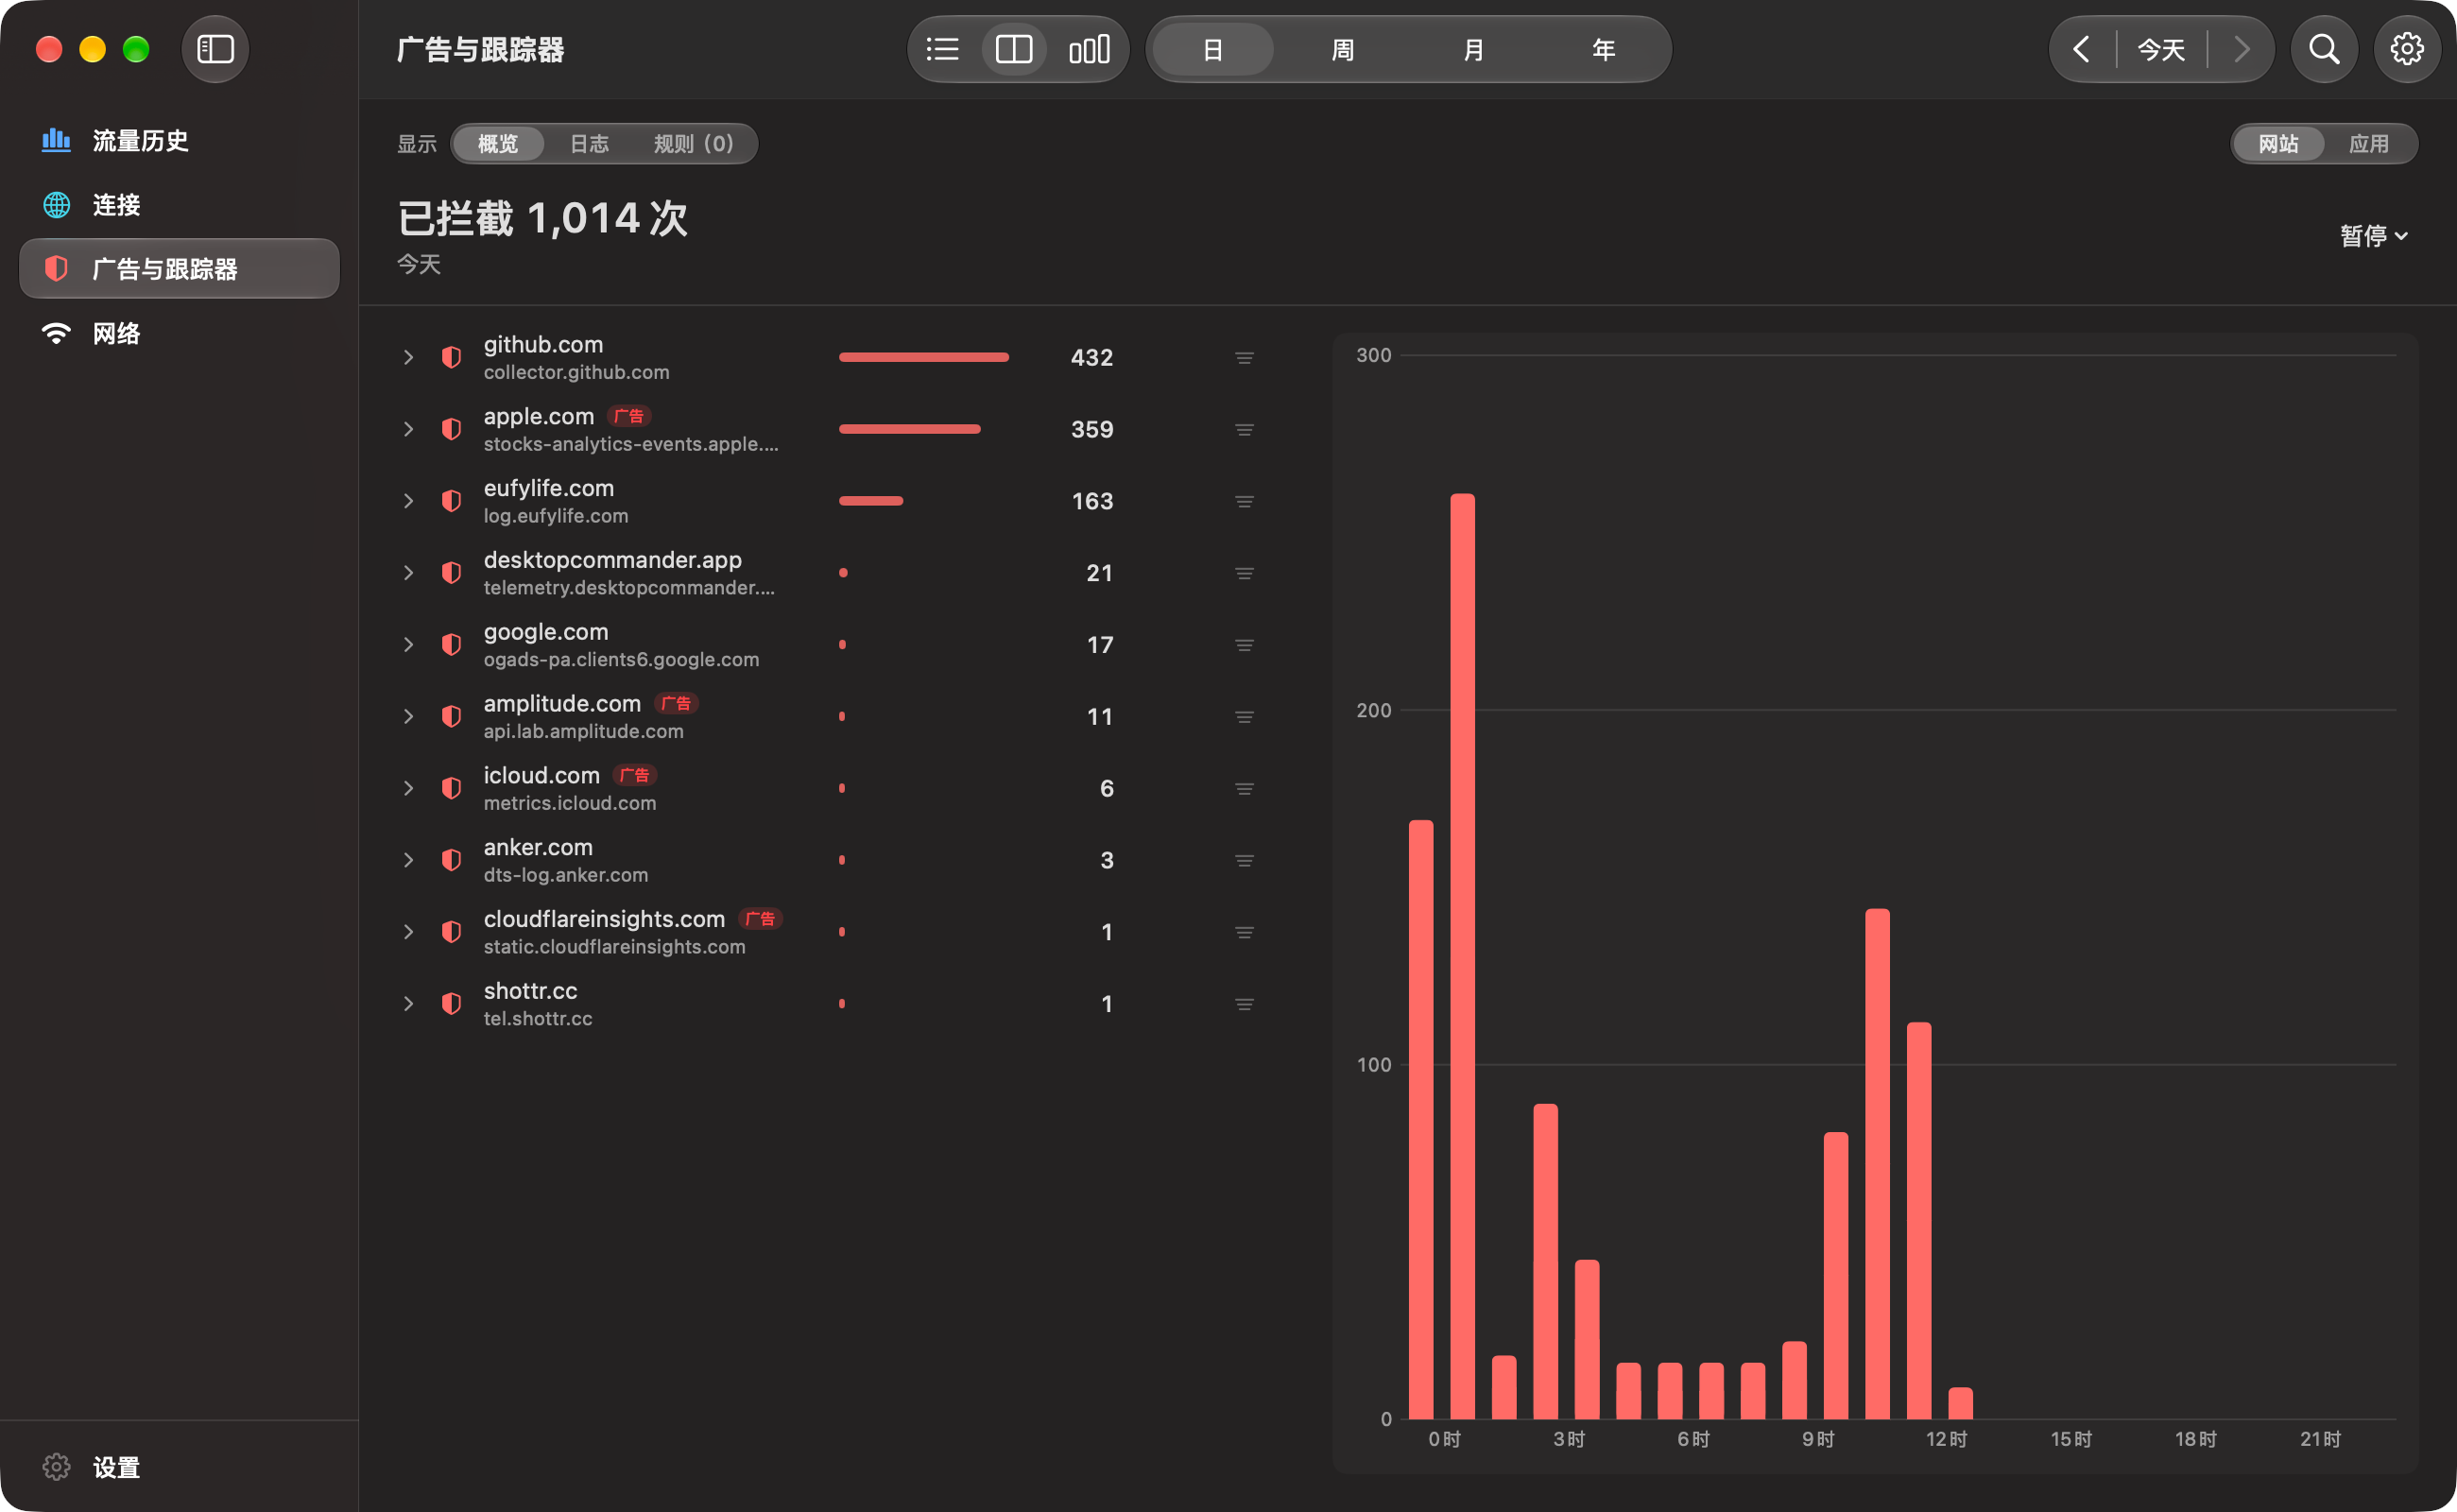 广告与跟踪器
日 周 月 年
今天
流量历史
连接
广告与跟踪器
网络
设置
显示 概览 日志 规则（0）
网站 应用
已拦截 1,014 次
今天
暂停
github.com
collector.github.com
432
apple.com 广告
stocks-analytics-events.apple....
359
eufylife.com
log.eufylife.com
163
desktopcommander.app
telemetry.desktopcommander....
21
google.com
ogads-pa.clients6.google.com
17
amplitude.com 广告
api.lab.amplitude.com
11
icloud.com 广告
metrics.icloud.com
6
anker.com
dts-log.anker.com
3
cloudflareinsights.com 广告
static.cloudflareinsights.com
1
shottr.cc
tel.shottr.cc
1
300
200
100
0
0时 3时 6时 9时 12时 15时 18时 21时